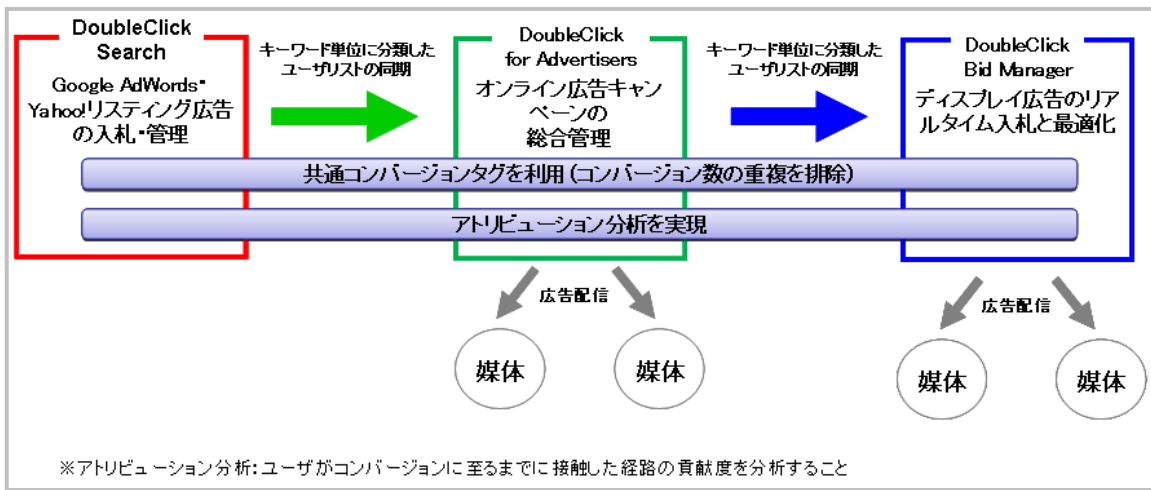 DoubleClick
Search
Google AdWords・
Yahoo!リスティング広告
の入札・管理
キーワード単位に分類した
ユーザリストの同期
DoubleClick
for Advertisers
オンライン広告キャン
ペーンの
総合管理
キーワード単位に分類した
ユーザリストの同期
DoubleClick
Bid Manager
ディスプレイ広告のリア
ルタイム入札と最適化
共通コンバージョンタグを利用(コンバージョン数の重複を排除)
アトリビューション分析を実現
広告配信
媒体
媒体
広告配信
媒体
媒体
※アトリビューション分析:ユーザがコンバージョンに至るまでに接触した経路の貢献度を分析すること